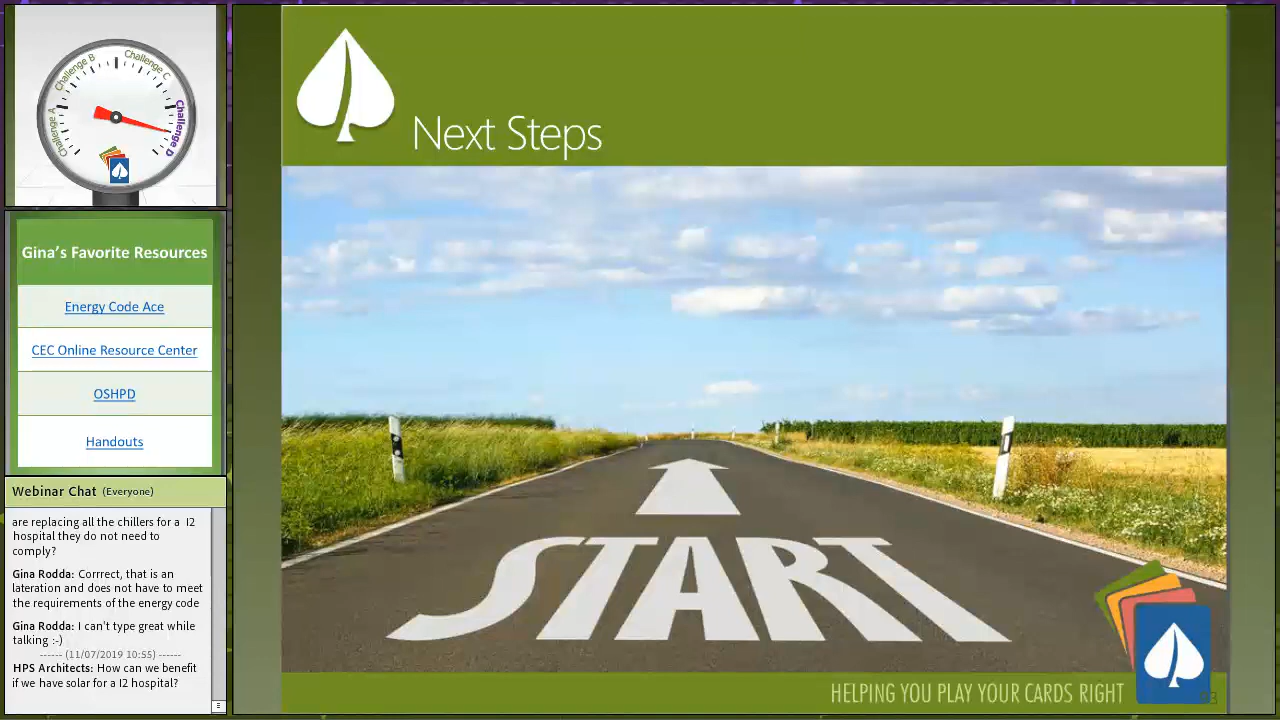 Challenge A
Challenge B
Challenge C
Challenge D
Gina's Favorite Resources
Energy Code Ace
CEC Online Resource Center
OSHPD
Handouts
Webinar Chat (Everyone)
are replacing all the chillers for a I2
hospital they do not need to
comply?
Gina Rodda: Corrrect, that is an
lateration and does not have to meet
the requirements of the energy code
Gina Rodda: I can't type great while
talking :-)
------ (11/07/2019 10:55) ------
HPS Architects: How can we benefit
if we have solar for a I2 hospital?
Next Steps
START
HELPING YOU PLAY YOUR CARDS RIGHT